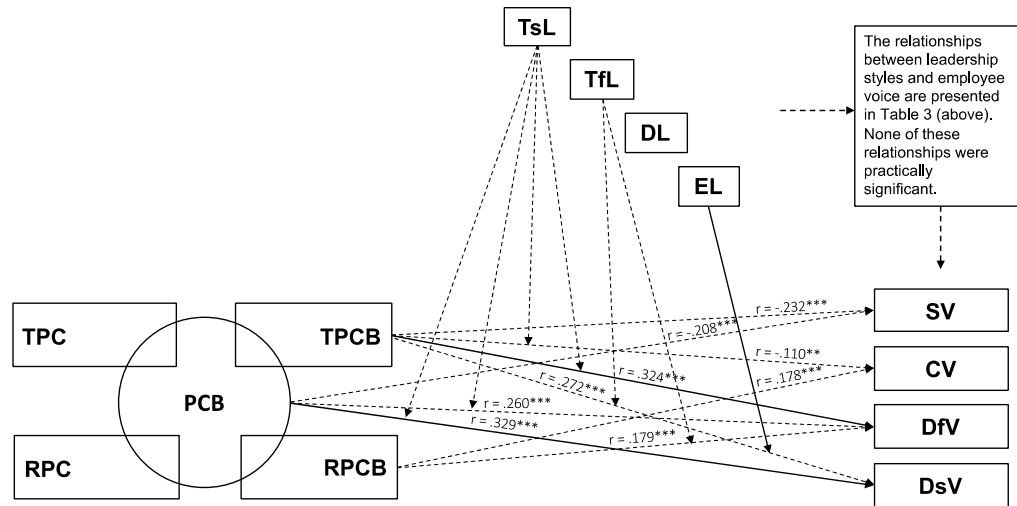 TsL
TfL
DL
EL
The relationships
between leadership
styles and employee
voice are presented
in Table 3 (above).
None of these
relationships were
practically
significant.
TPC
TPCB
PCB
RPC
RPCB
r = -.232***
r = -.208***
r = -.110**
r = .178***
r = .324***
r = .272***
r = .260***
r = .329***
r = .179***
SV
CV
DfV
DsV